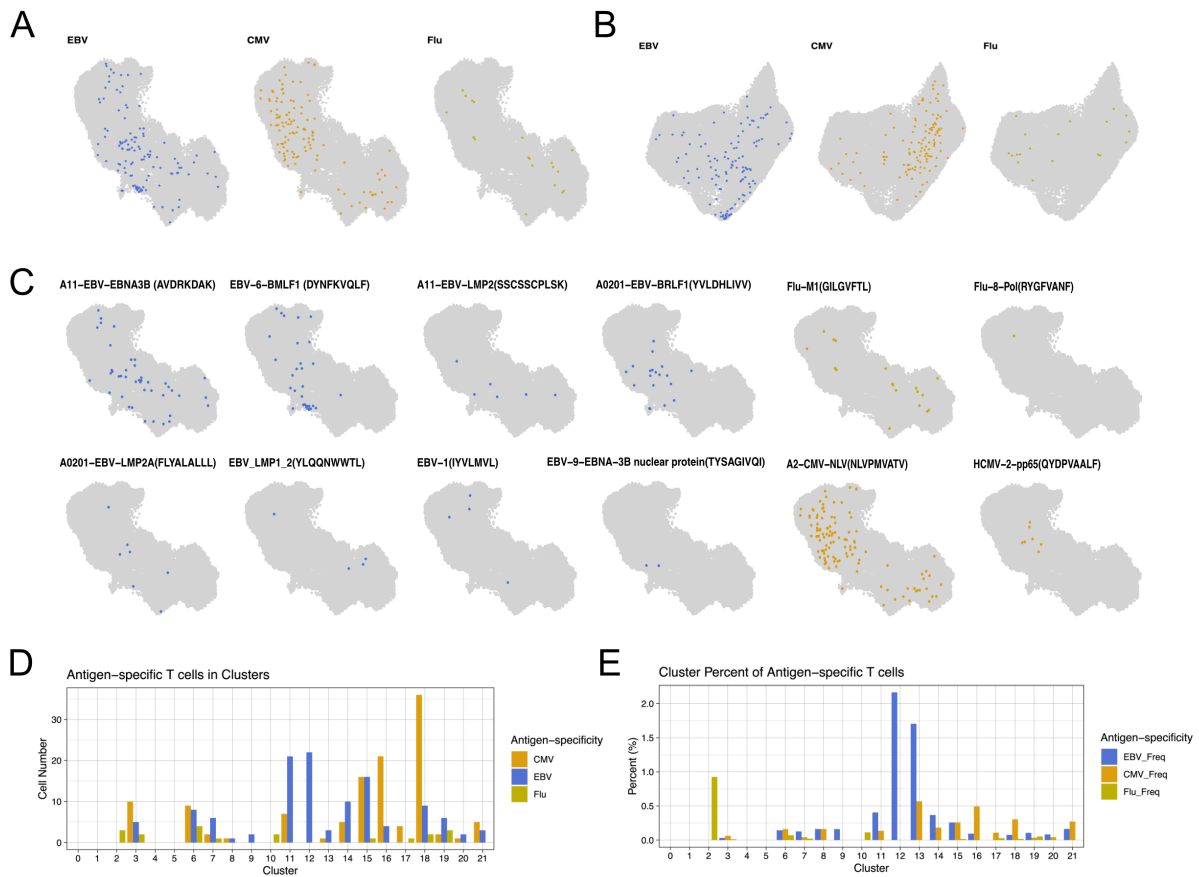 A
EBV CMV Flu
B
EBV CMV Flu
C
A11−EBV−EBNA3B (AVDRKDAK) EBV−6−BMLF1 (DYNFKVQLF) A11−EBV−LMP2(SSCSSCPLSK) A0201−EBV−BRLF1(YVLDHLIVV) Flu−M1(GILGVFTL) Flu−8−Pol(RYGFVANF)
A0201−EBV−LMP2A(FLYALALLL) EBV_LMP1_2(YLQQNWWTL) EBV−1(IYVLMVL) EBV−9−EBNA−3B nuclear protein(TYSAGIVQI) A2−CMV−NLV(NLVPMVATV) HCMV−2−pp65(QYDPVAALF)
D
Antigen−specific T cells in Clusters
Cell Number
30
20
10
0
0 1 2 3 4 5 6 7 8 9 10 11 12 13 14 15 16 17 18 19 20 21
Cluster
Antigen−specificity
CMV
EBV
Flu
E
Cluster Percent of Antigen−specific T cells
Percent (%)
2.0
1.5
1.0
0.5
0.0
0 1 2 3 4 5 6 7 8 9 10 11 12 13 14 15 16 17 18 19 20 21
Cluster
Antigen−specificity
EBV_Freq
CMV_Freq
Flu_Freq